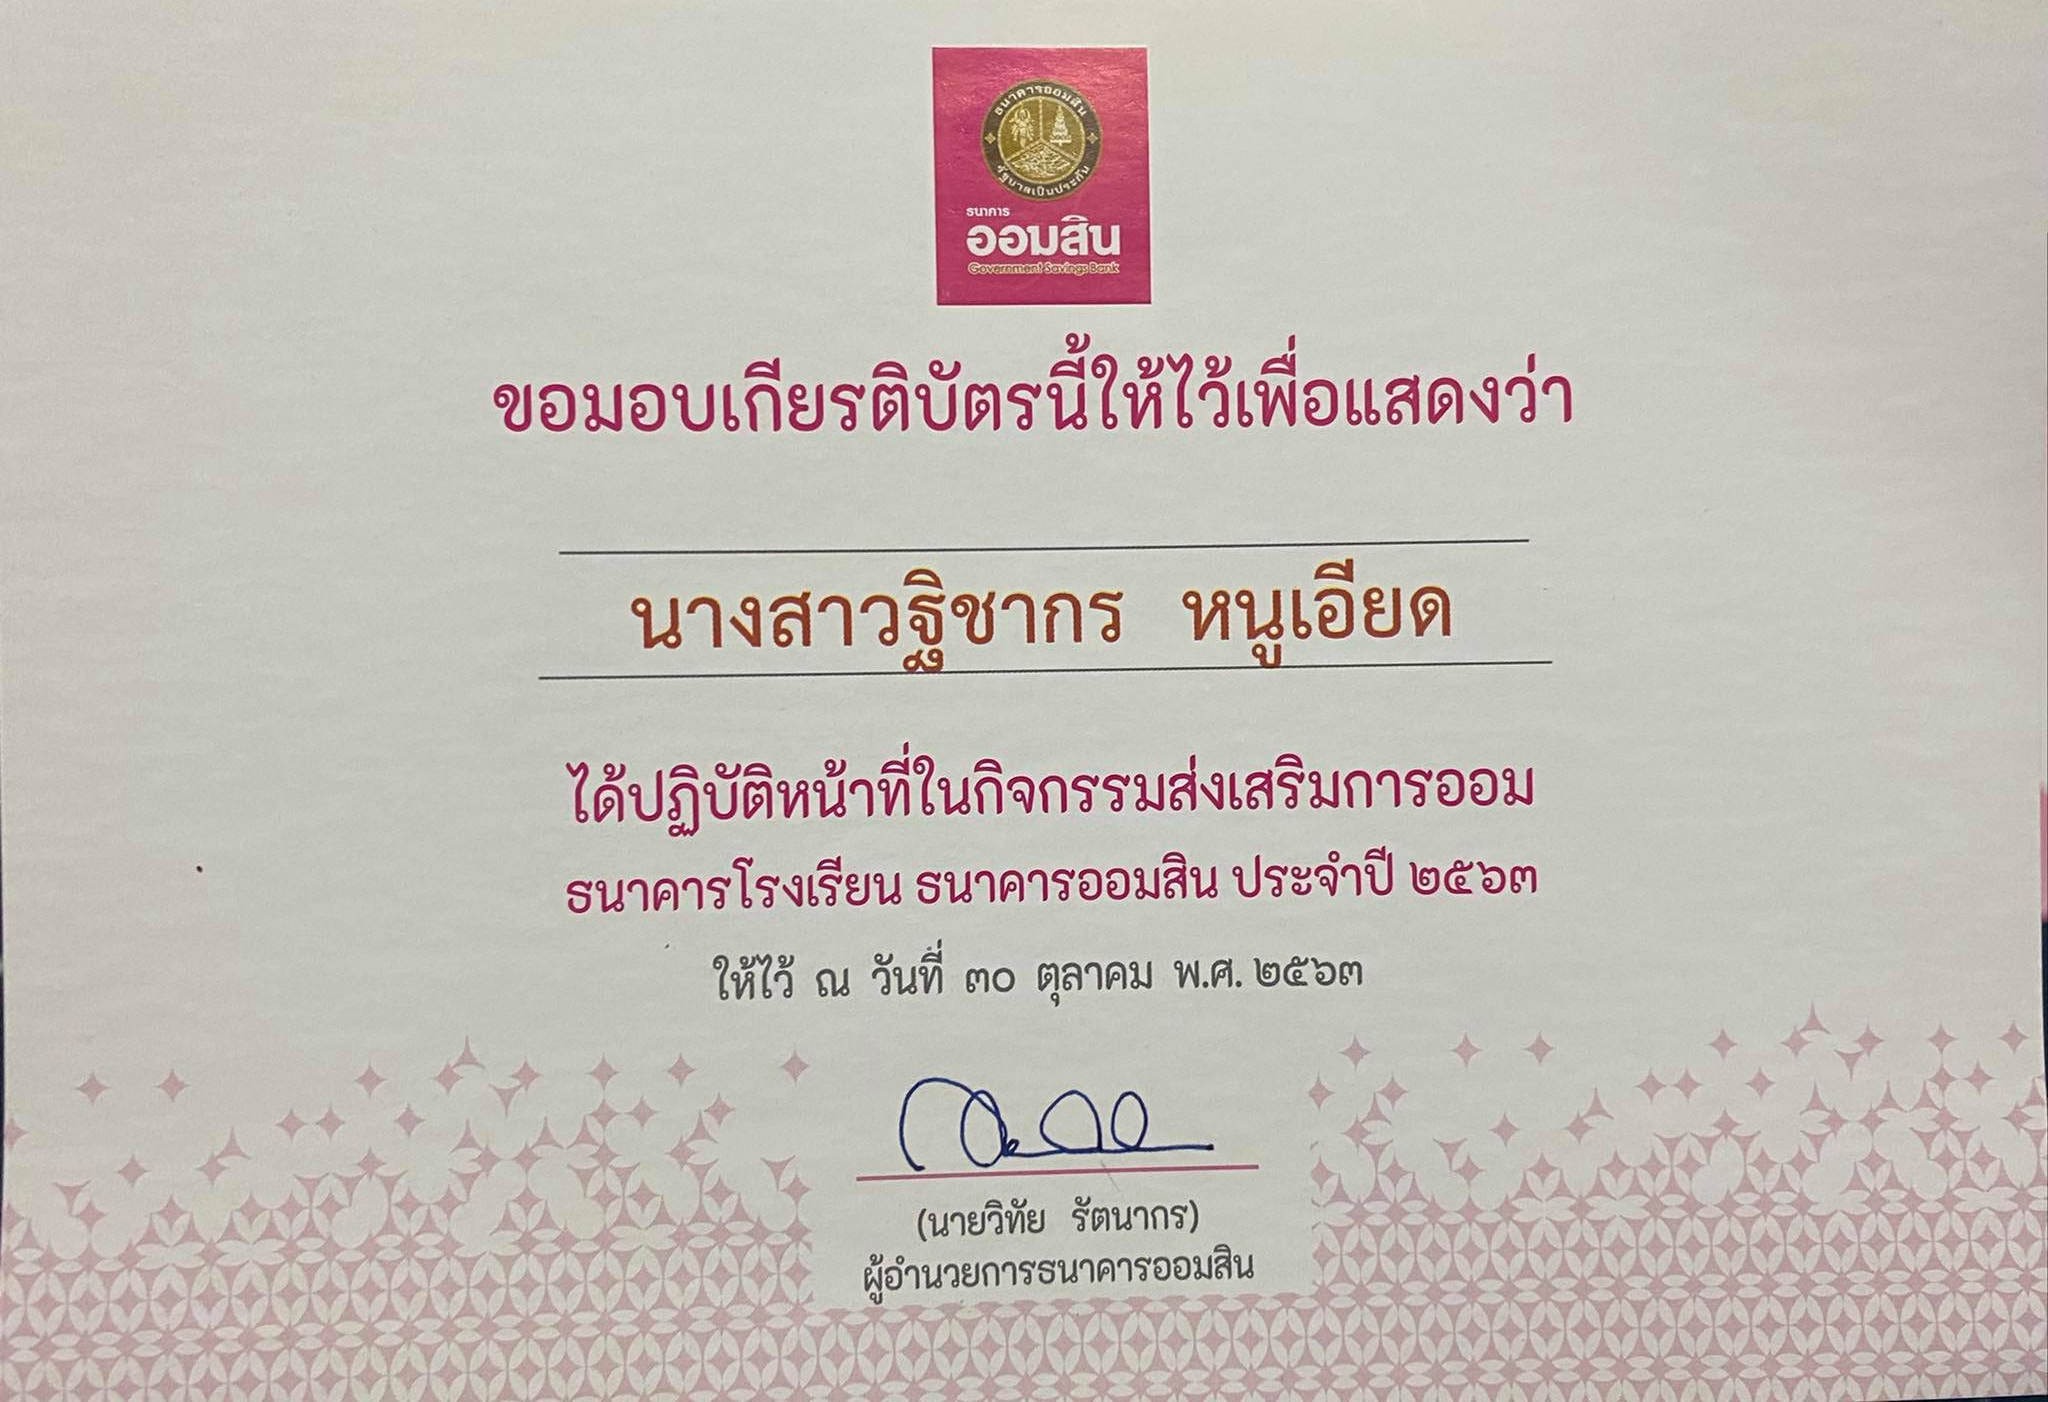 ธนาคารออมสิน
รัฐบาลเป็นประกัน
ธนาคาร
ออมสิน
Government Savings Bank
ขอมอบเกียรติบัตรนี้ให้ไว้เพื่อแสดงว่า
นางสาวฐิชากร หนูเอียด
ได้ปฏิบัติหน้าที่ในกิจกรรมส่งเสริมการออม
ธนาคารโรงเรียน ธนาคารออมสิน ประจำปี ๒๕๖๓
ให้ไว้ ณ วันที่ ๓๐ ตุลาคม พ.ศ. ๒๕๖๓
(นายวิทัย รัตนากร)
ผู้อำนวยการธนาคารออมสิน